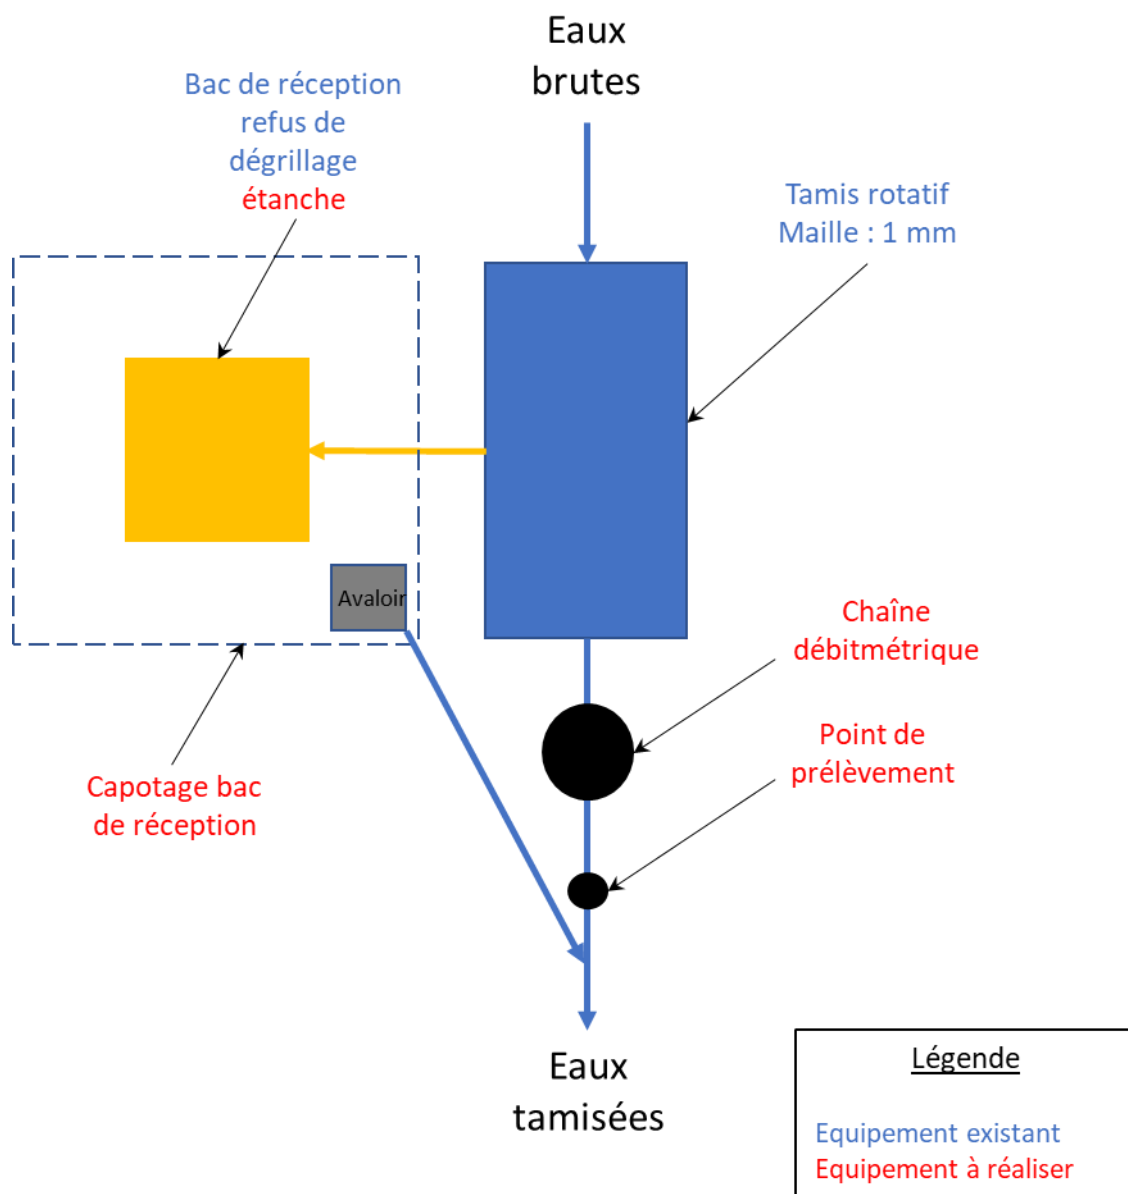 Eaux
brutes
Bac de réception
refus de
dégrillage
étanche
Tamis rotatif
Maille : 1 mm
Avaloir
Chaîne
débitmétrique
Point de
prélèvement
Capotage bac
de réception
Eaux
tamisées
Légende
Equipement existant
Equipement à réaliser